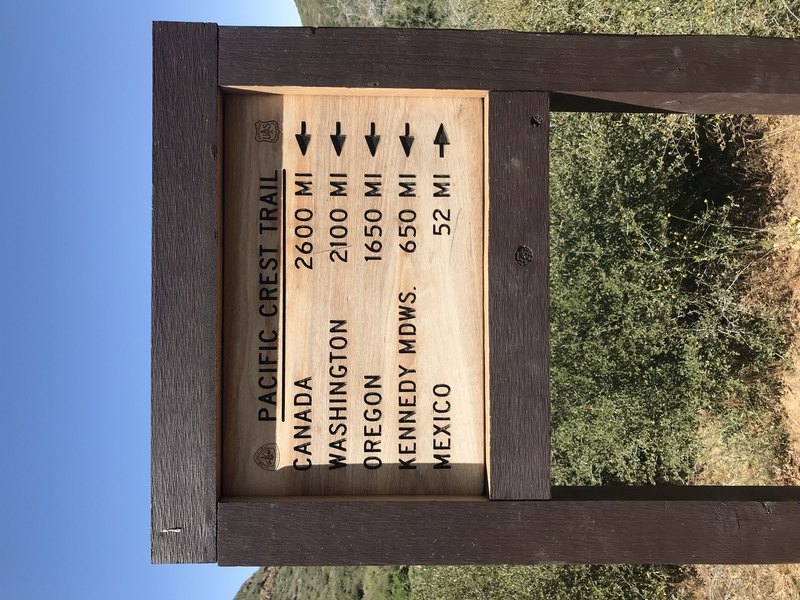 PACIFIC CREST TRAIL
CANADA 2600 MI
WASHINGTON 2100 MI
OREGON 1650 MI
KENNEDY MDWS. 650 MI
MEXICO 52 MI